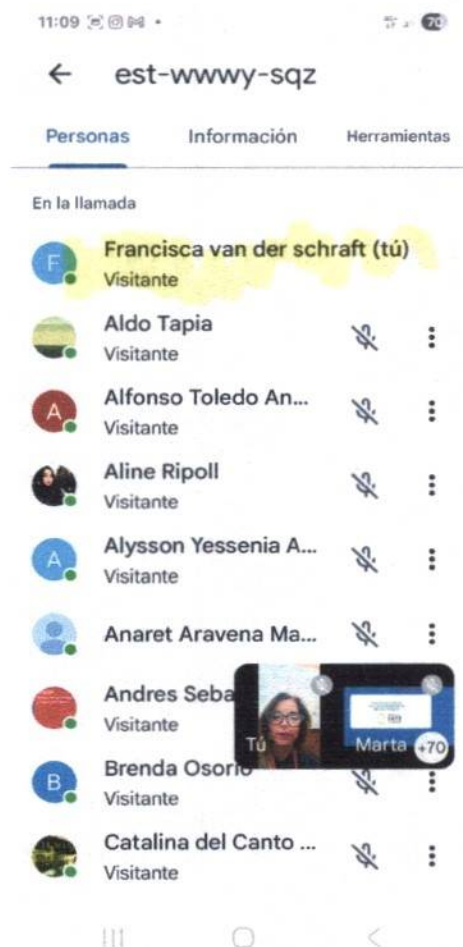 11:09
70
est-wwwy-sqz
Personas Información Herramientas
En la llamada
F
Francisca van der schraft (tú)
Visitante
Aldo Tapia
Visitante
A
Alfonso Toledo An...
Visitante
Aline Ripoll
Visitante
A
Alysson Yessenia A...
Visitante
Anaret Aravena Ma...
Andres Seba
Visitante
Tú
Marta +70
B
Brenda Osorio
Visitante
Catalina del Canto ...
Visitante